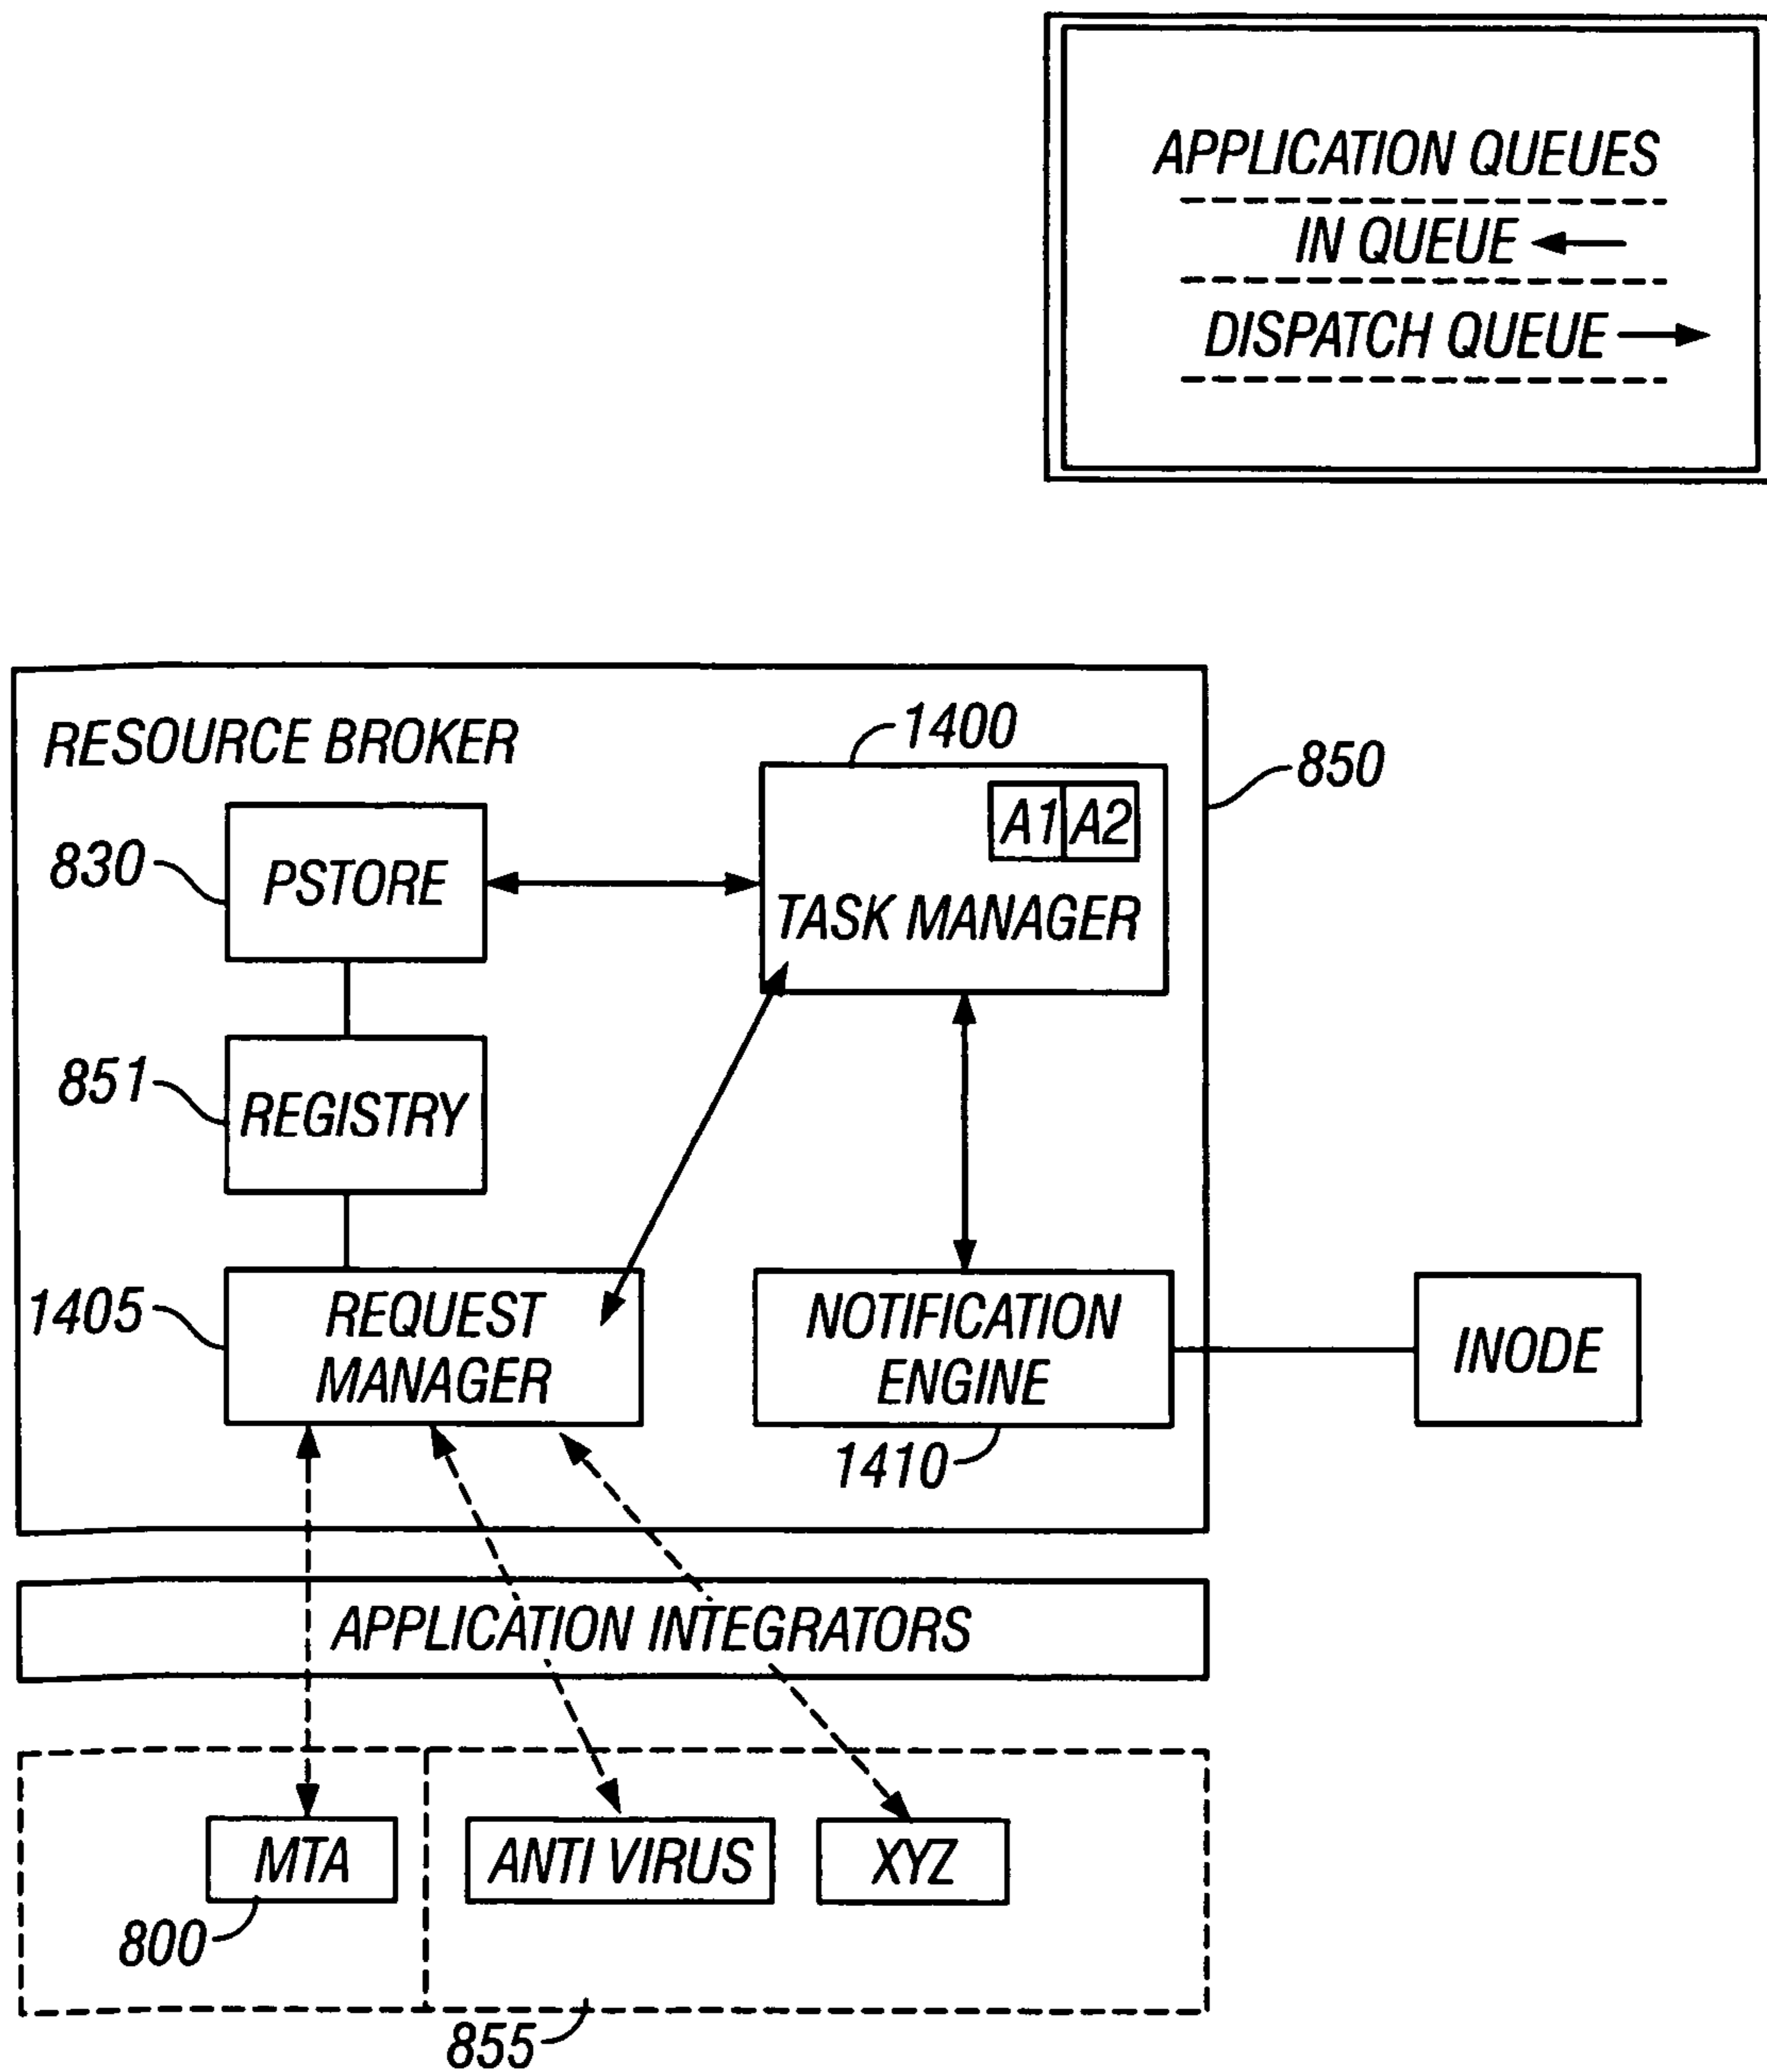 APPLICATION QUEUES
IN QUEUE
DISPATCH QUEUE
RESOURCE BROKER
1400
850
A1 A2
830
PSTORE
TASK MANAGER
851
REGISTRY
1405
REQUEST
MANAGER
NOTIFICATION
ENGINE
INODE
1410
APPLICATION INTEGRATORS
MTA
ANTI VIRUS
XYZ
800
855